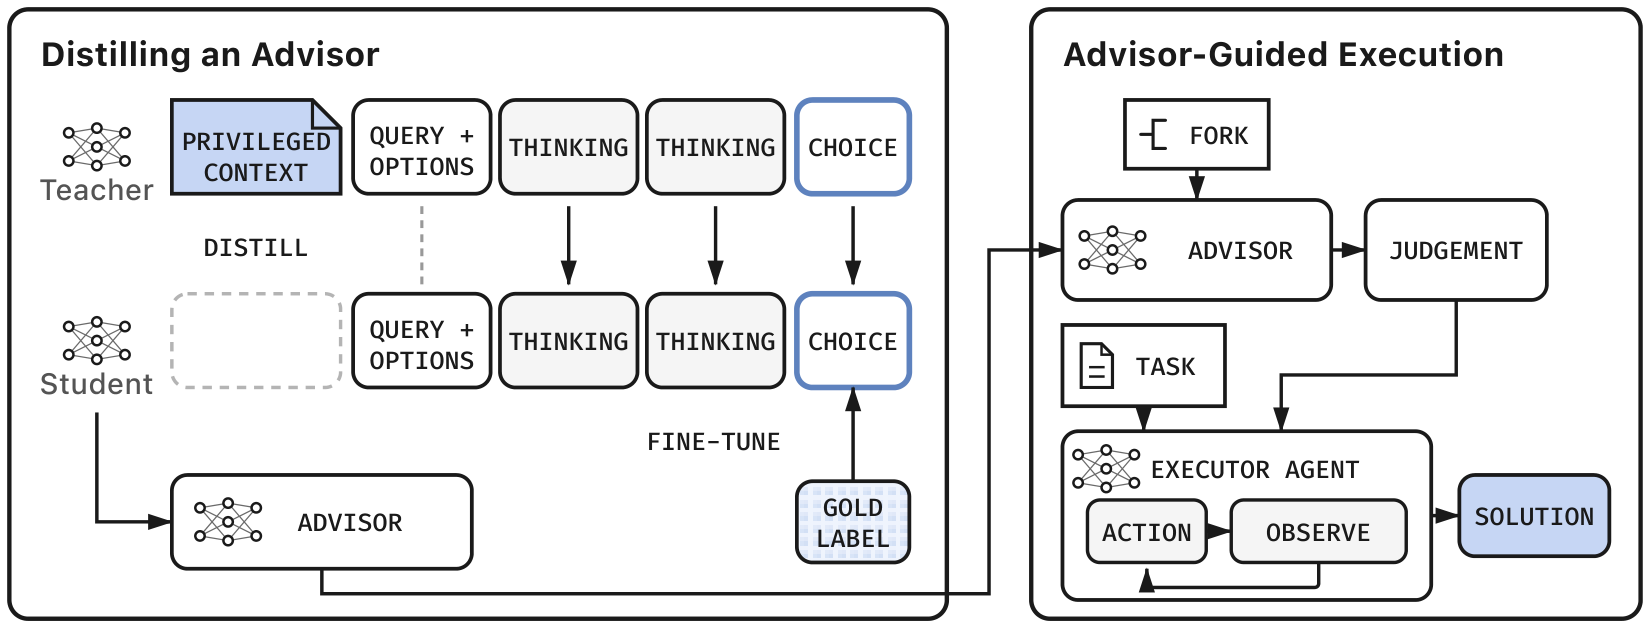 Distilling an Advisor
Teacher
PRIVILEGED
CONTEXT
QUERY +
OPTIONS
THINKING
THINKING
CHOICE
DISTILL
Student
QUERY +
OPTIONS
THINKING
THINKING
CHOICE
FINE-TUNE
ADVISOR
GOLD
LABEL
Advisor-Guided Execution
FORK
ADVISOR
JUDGEMENT
TASK
EXECUTOR AGENT
ACTION
OBSERVE
SOLUTION